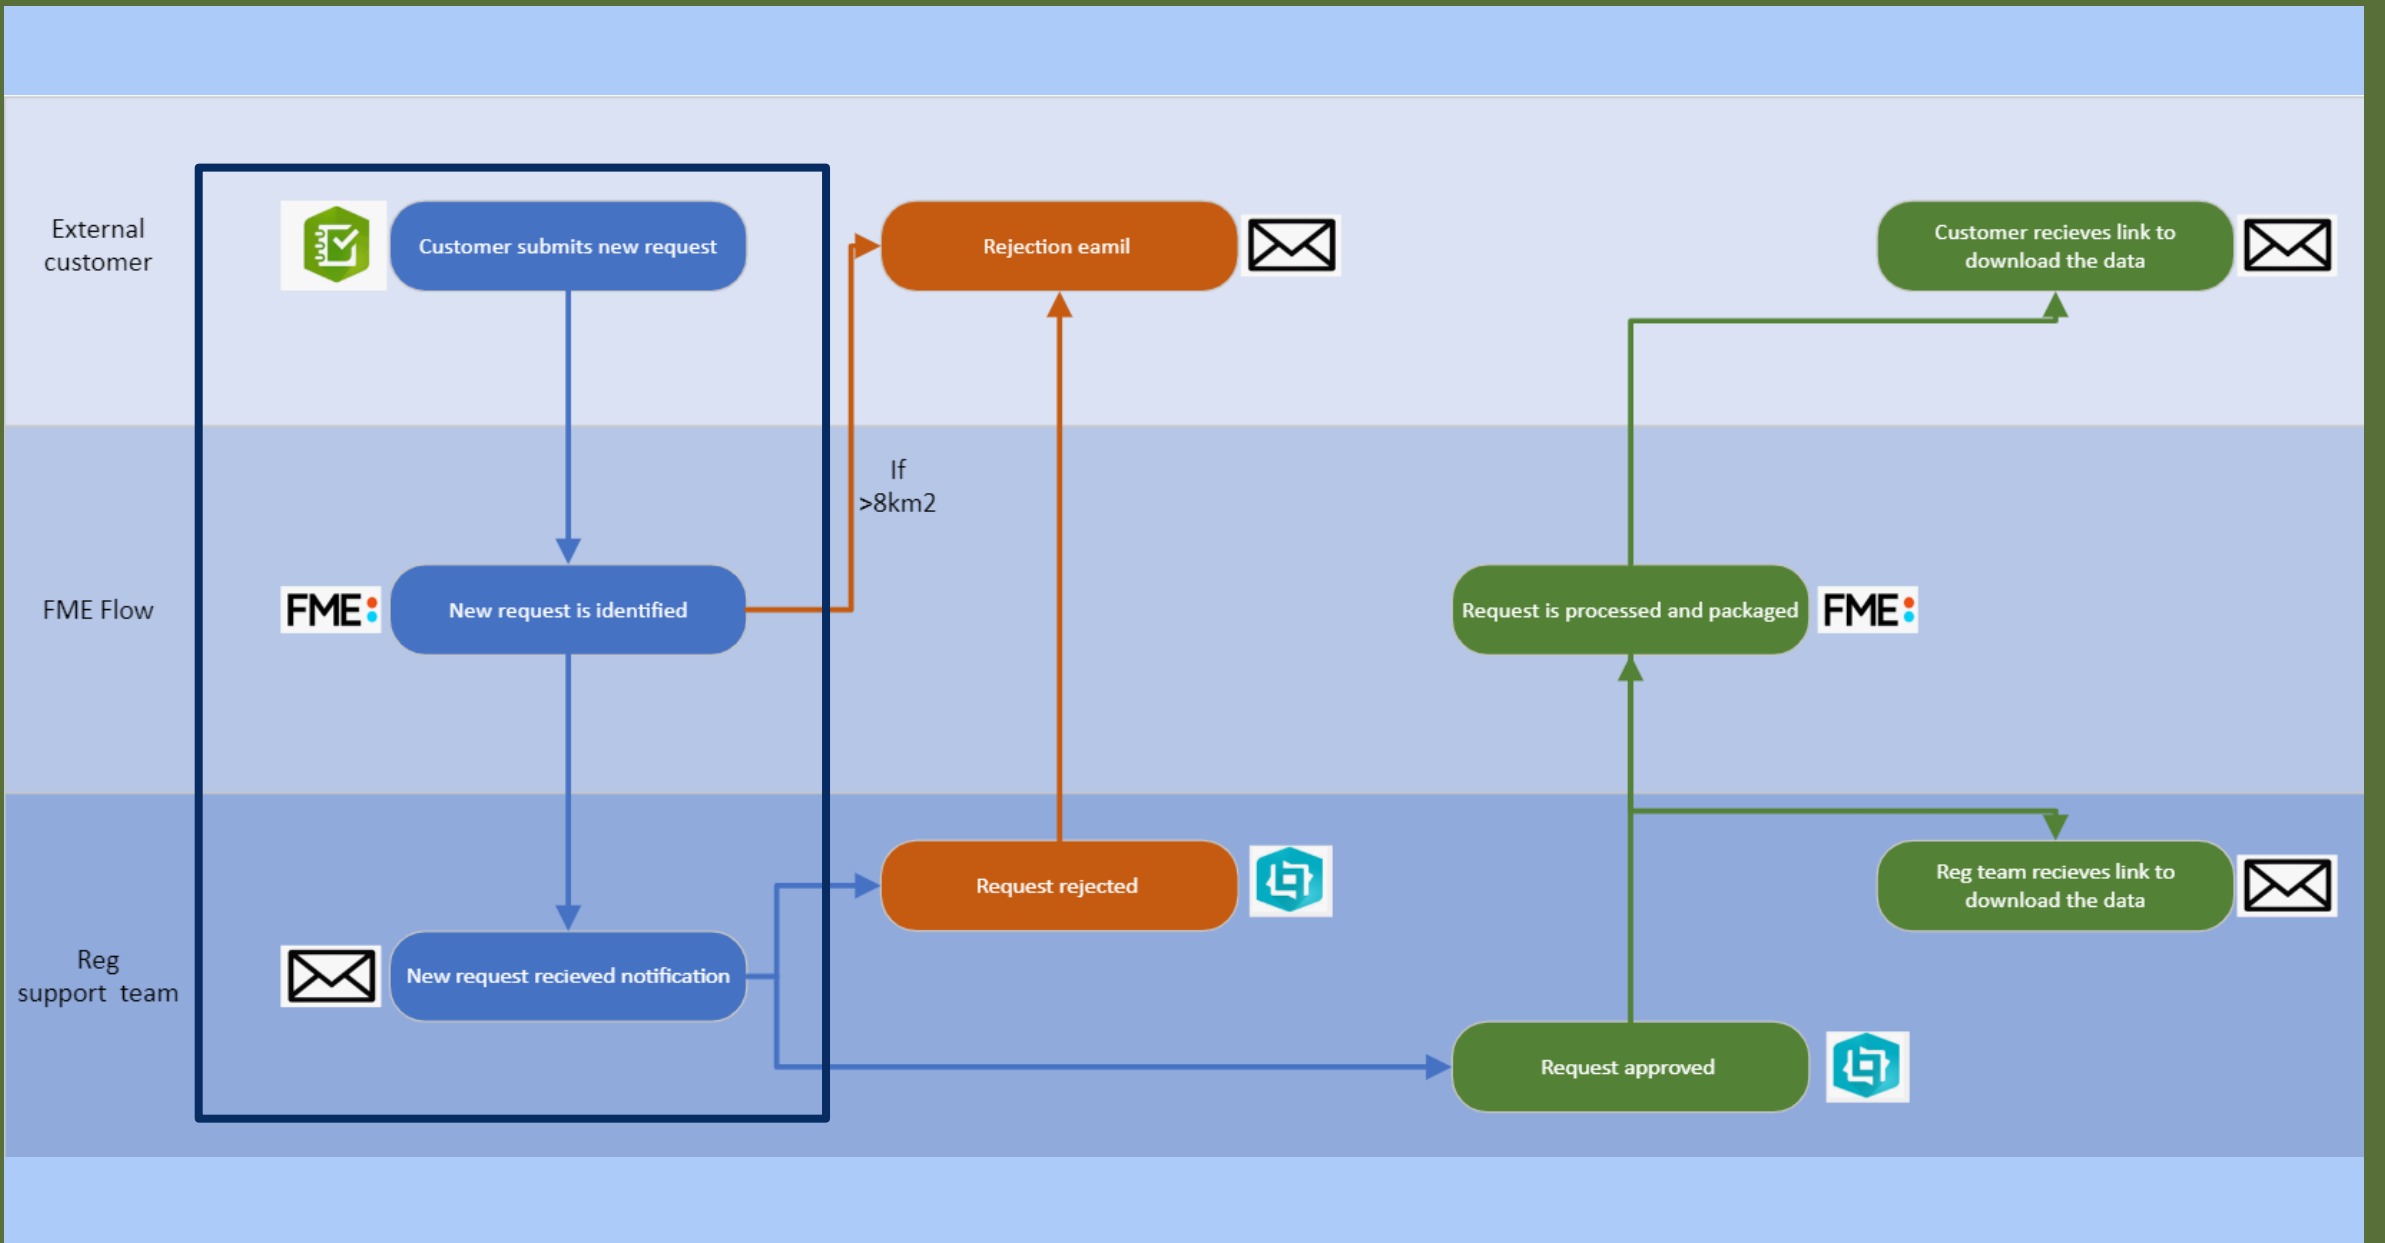 External
customer
Customer submits new request
Rejection eamil
Customer recieves link to
download the data
If
>8km2
FME Flow
FME:
New request is identified
Request is processed and packaged
FME:
Reg
support team
New request recieved notification
Request rejected
Reg team recieves link to
download the data
Request approved